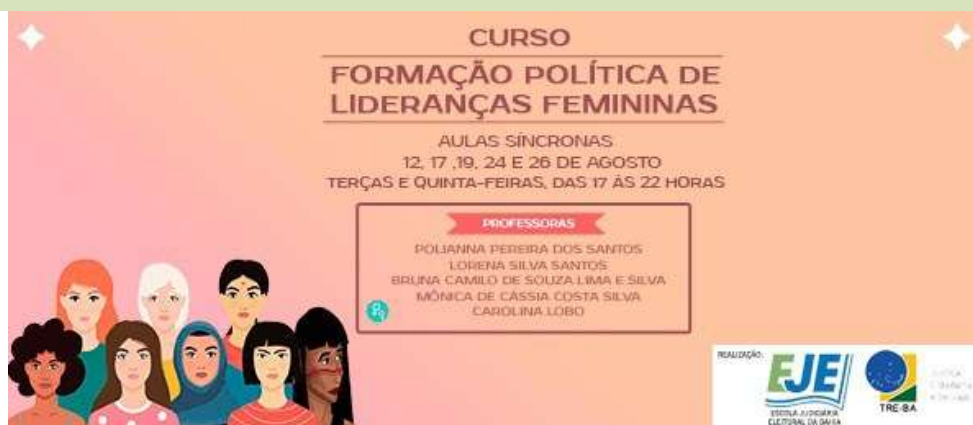 CURSO
FORMAÇÃO POLÍTICA DE
LIDERANÇAS FEMININAS
AULAS SÍNCRONAS
12, 17 ,19, 24 E 26 DE AGOSTO
TERÇAS E QUINTA-FEIRAS, DAS 17 ÀS 22 HORAS
PROFESSORAS
POLIANNA PEREIRA DOS SANTOS
LORENA SILVA SANTOS
BRUNA CAMILO DE SOUZA LIMA E SILVA
MÔNICA DE CÁSSIA COSTA SILVA
CAROLINA LOBO
REALIZAÇÃO:
EJE
ESCOLA JUDICIÁRIA
ELEITORAL DA BAHIA
TRE-BA